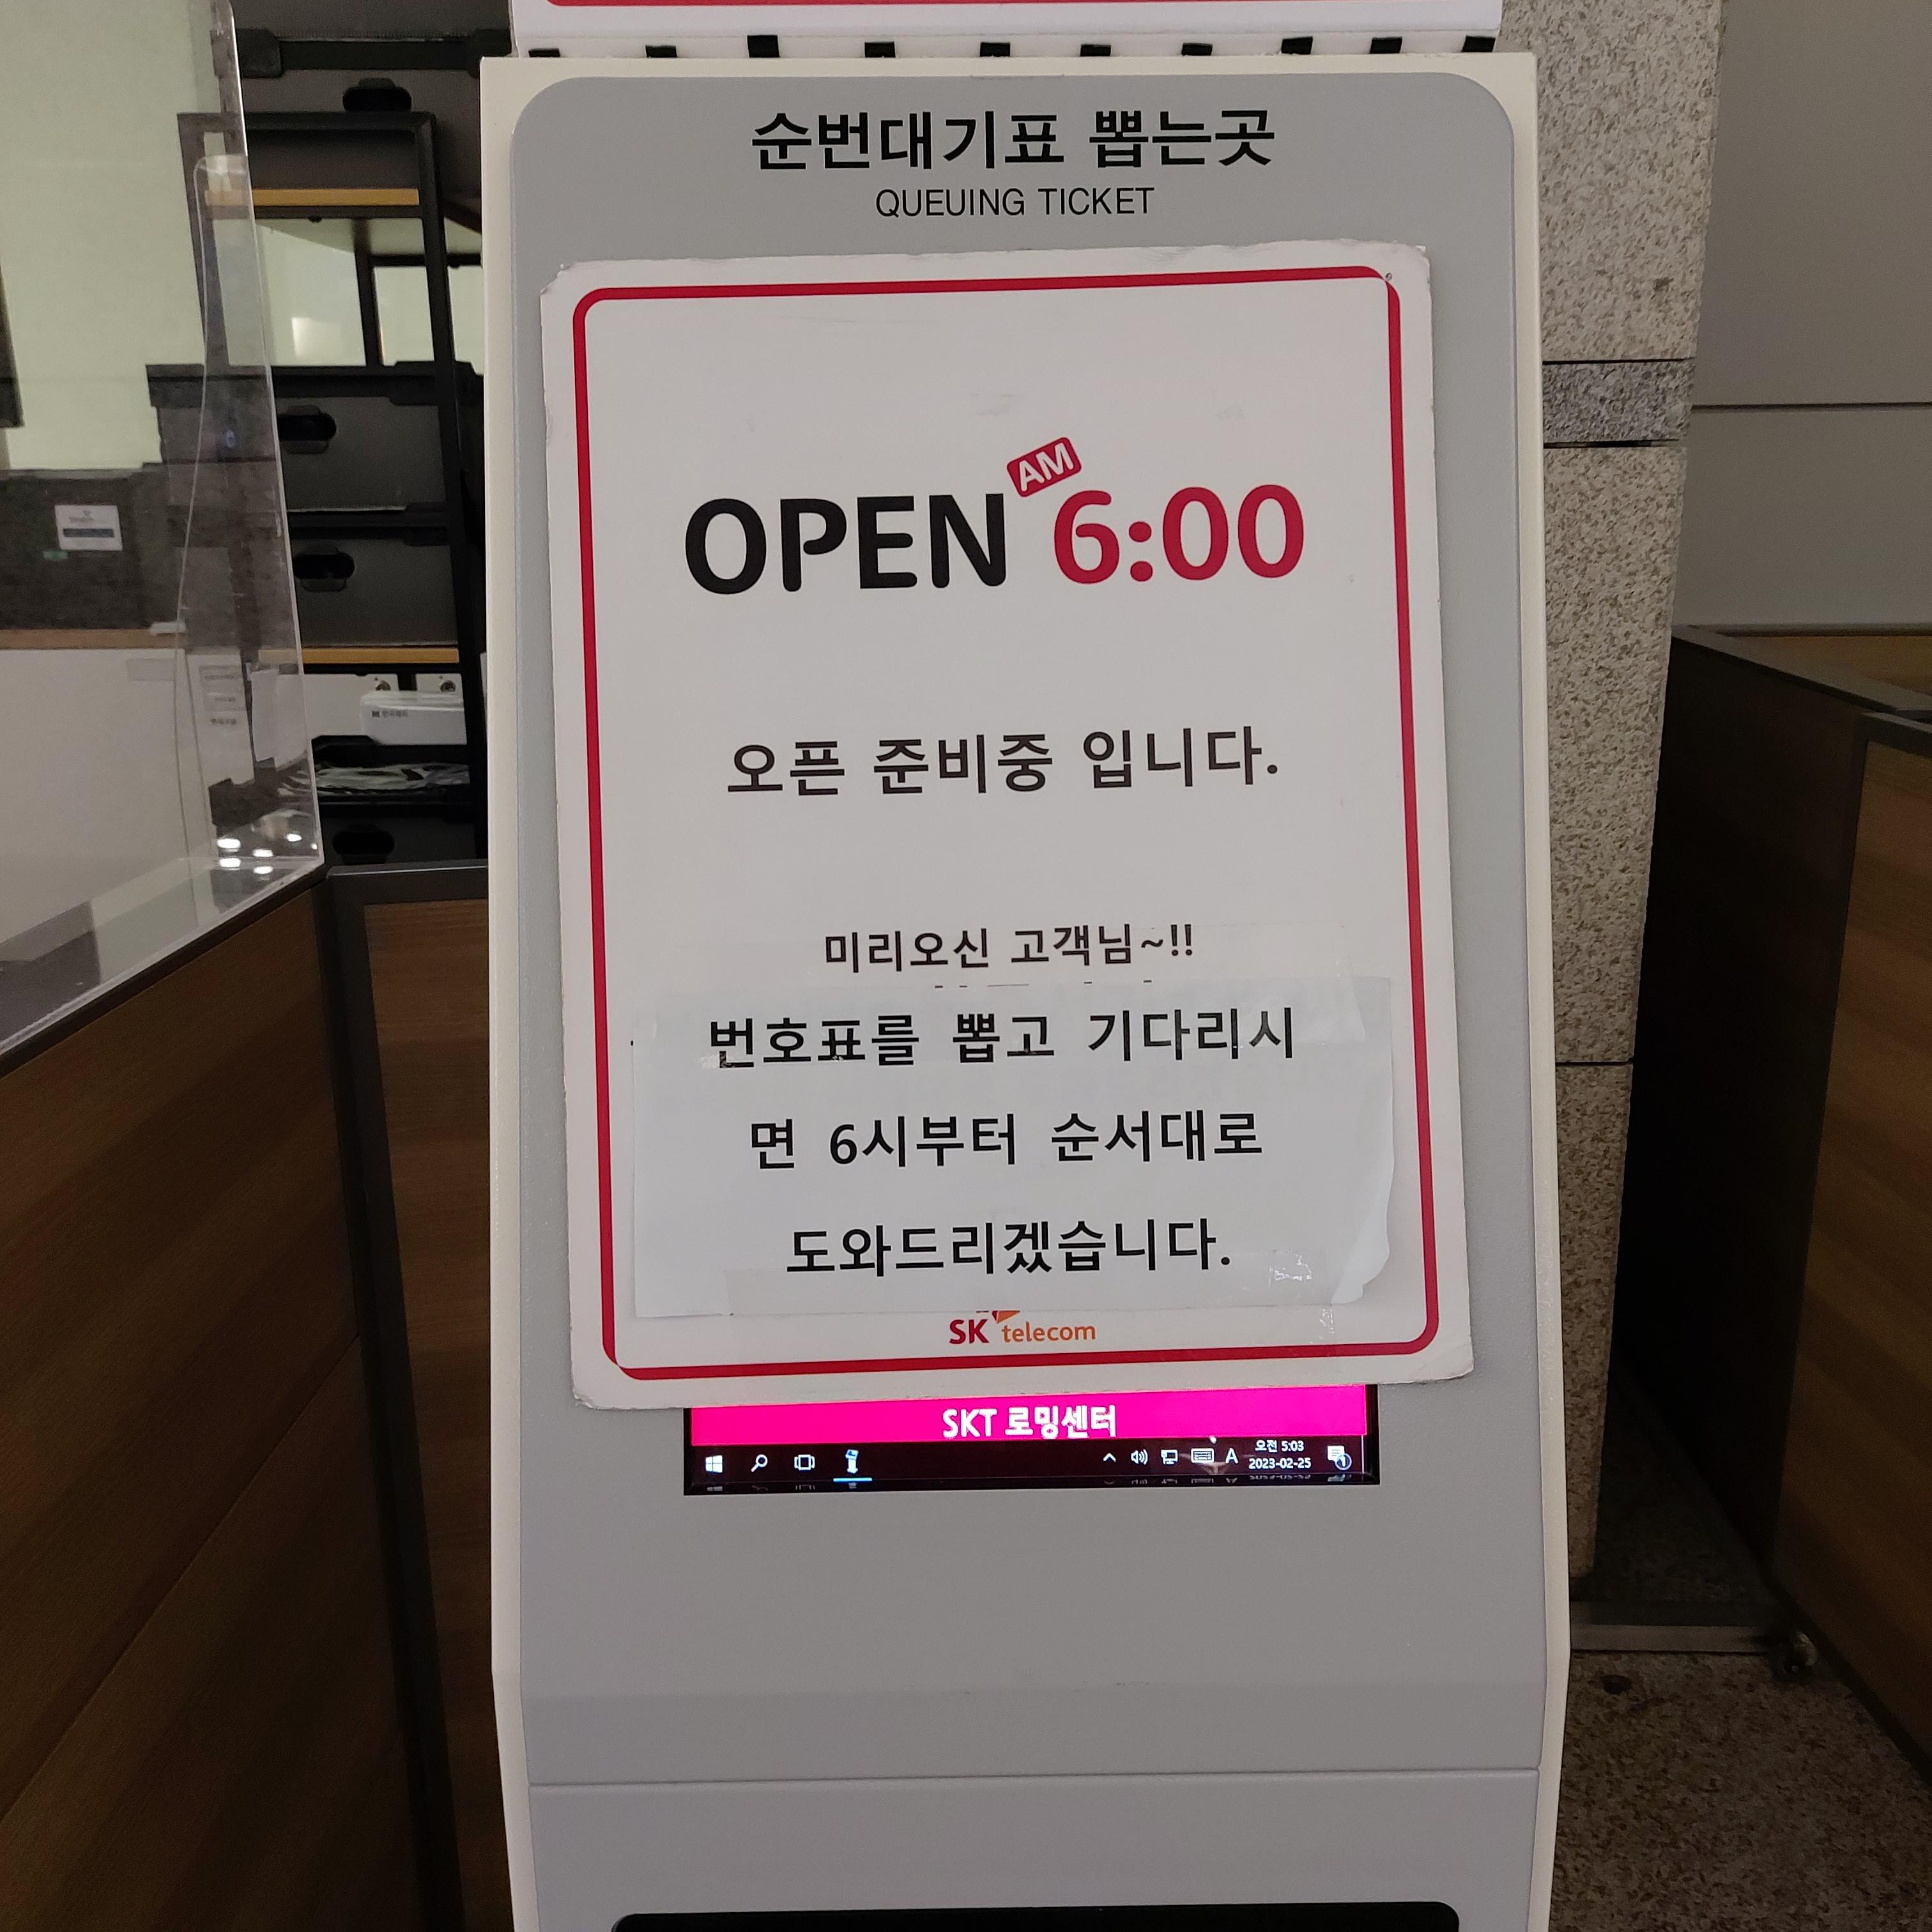 순번대기표 뽑는곳
QUEUING TICKET
AM
OPEN 6:00
오픈 준비중 입니다.
미리오신 고객님~!!
번호표를 뽑고 기다리시
면 6시부터 순서대로
도와드리겠습니다.
SK telecom
SKT 로밍센터
A
오전 5:03
2023-02-25
1